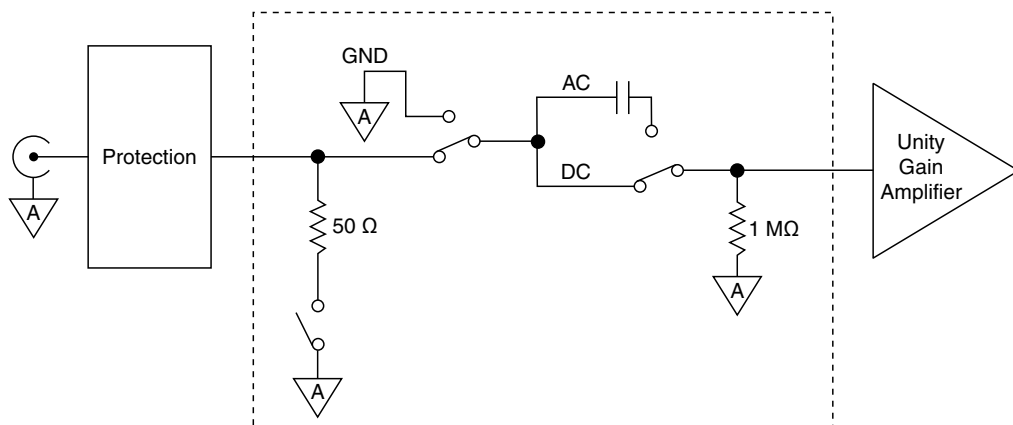 GND
A
AC
Protection
A
DC
50 Ω
1 MΩ
A
A
Unity
Gain
Amplifier